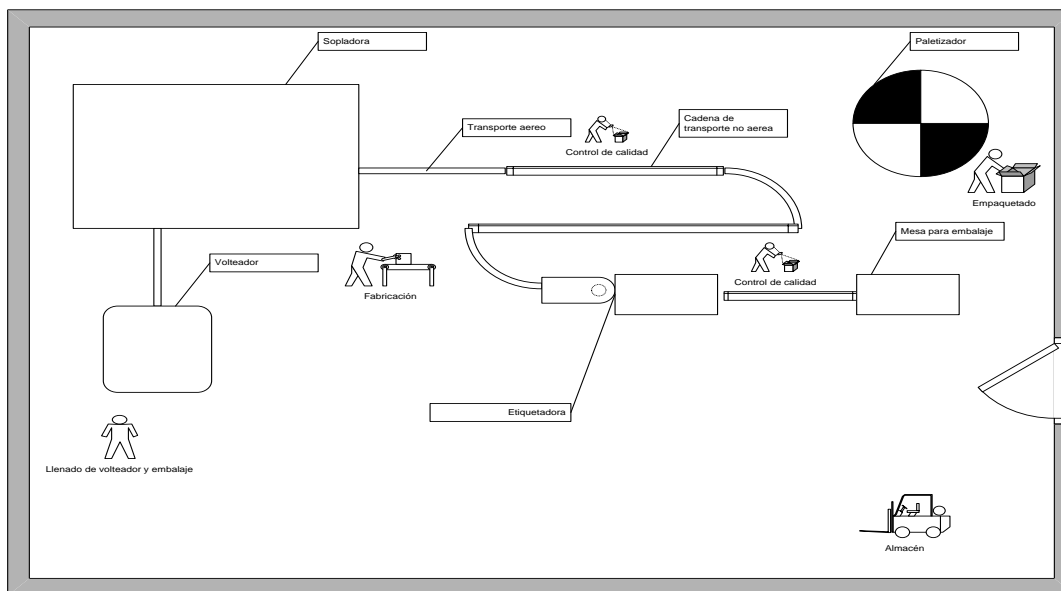 Sopladora
Paletizador
Transporte aereo
Cadena de
transporte no aerea
Control de calidad
Empaquetado
Mesa para embalaje
Volteador
Control de calidad
Fabricación
Etiquetadora
Llenado de volteador y embalaje
Almacén